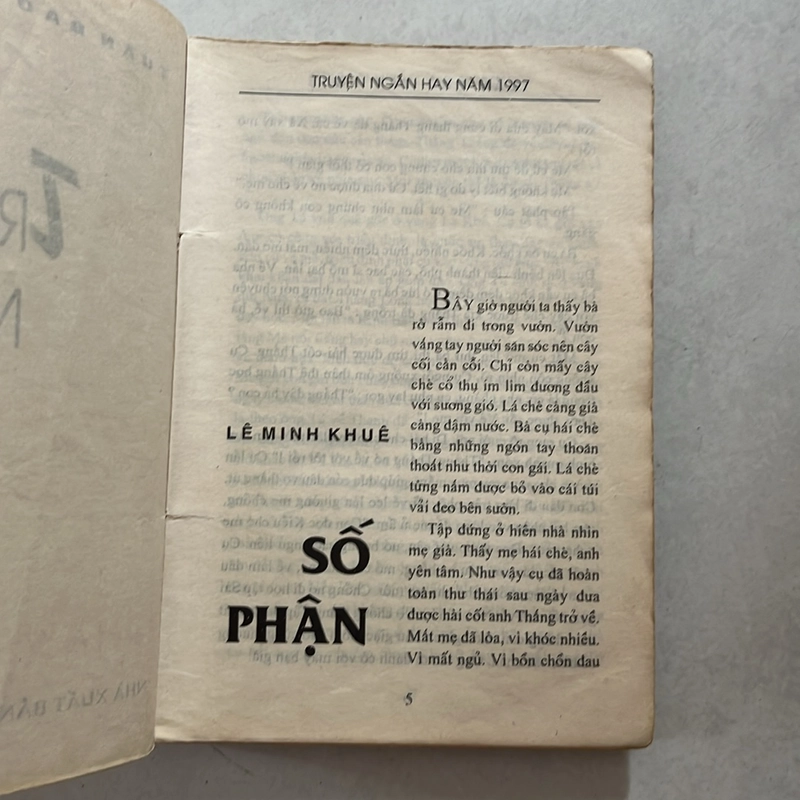 TRUYỆN NGẮN HAY NĂM 1997
LÊ MINH KHUÊ
SỐ
PHẬN
BÂY giờ người ta thấy bà
rờ rẫm đi trong vườn. Vườn
vắng tay người săn sóc nên cây
cối cằn cỗi. Chỉ còn mấy cây
chè cổ thụ im lìm đương đầu
với sương gió. Lá chè càng già
càng đậm nước. Bà cụ hái chè
bằng những ngón tay thoăn
thoắt như thời con gái. Lá chè
từng nắm được bỏ vào cái túi
vải đeo bên sườn.
Tập đứng ở hiên nhà nhìn
mẹ già. Thấy mẹ hái chè, anh
yên tâm. Như vậy cụ đã hoàn
toàn thư thái sau ngày đưa
được hài cốt anh Thắng trở về.
Mắt mẹ đã lòa, vì khóc nhiều.
Vì mất ngủ. Vì bồn chồn đau
5